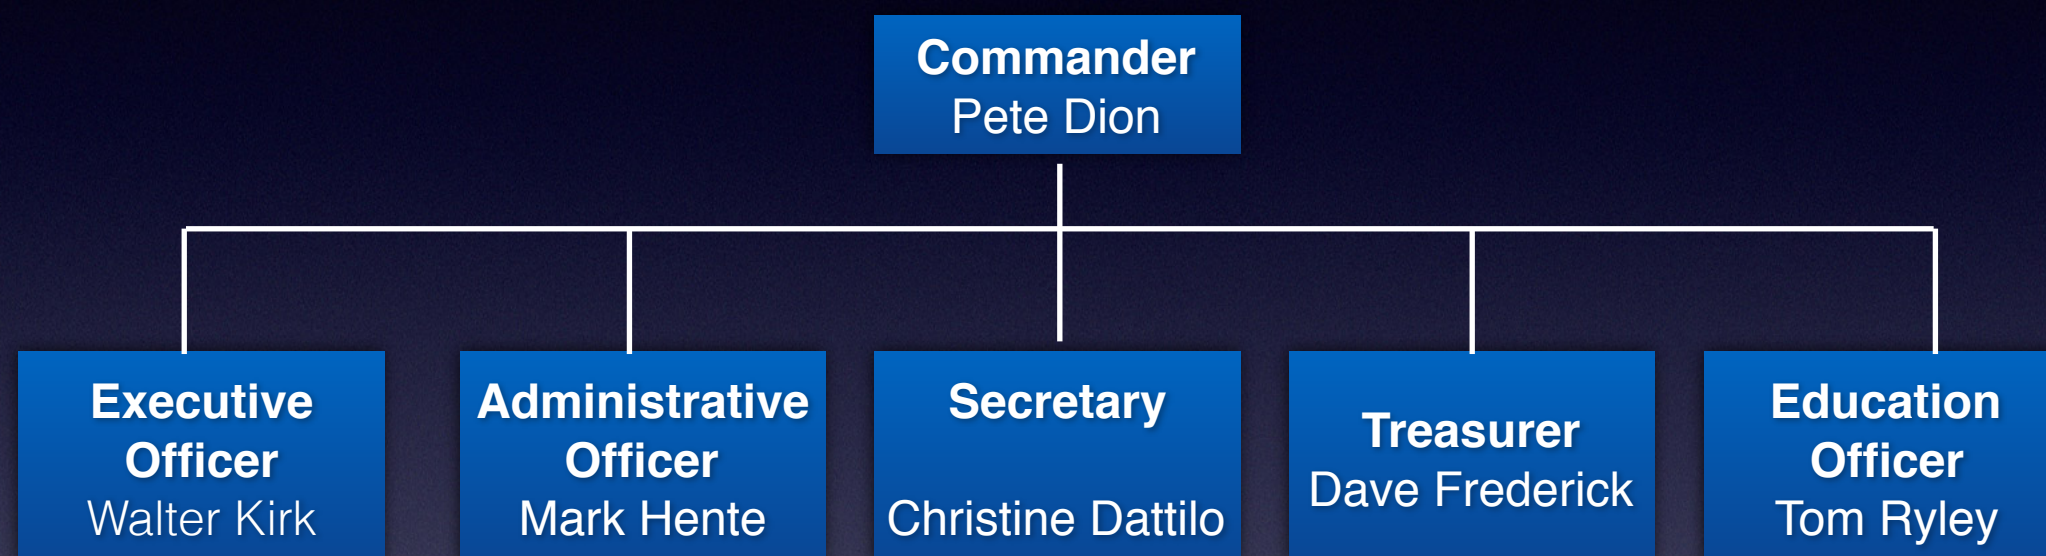 Commander
Pete Dion
Executive
Officer
Walter Kirk
Administrative
Officer
Mark Hente
Secretary
Christine Dattilo
Treasurer
Dave Frederick
Education
Officer
Tom Ryley